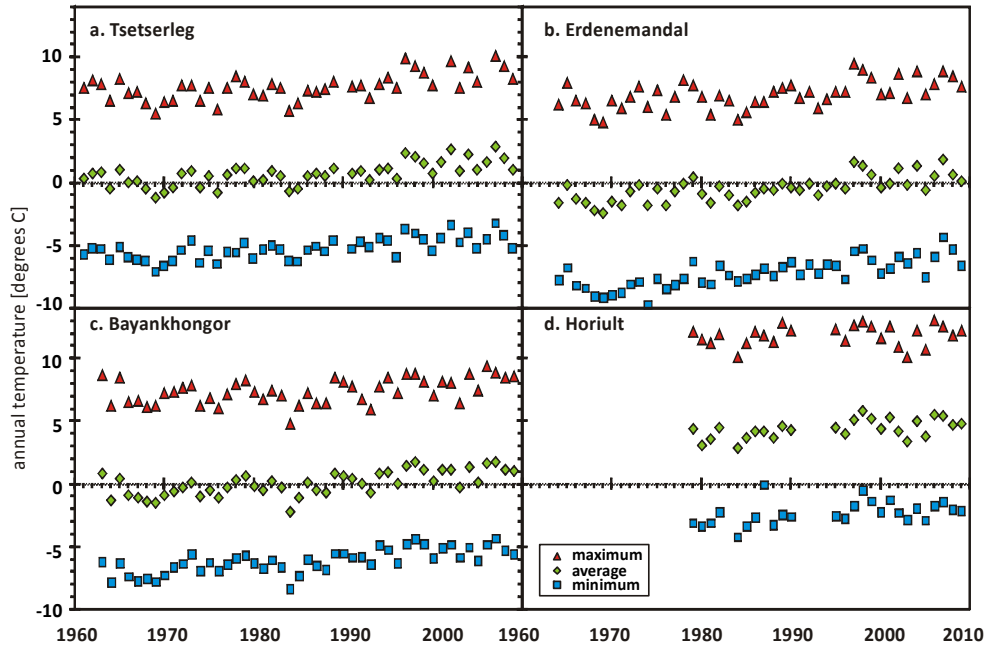 a. Tsetserleg
b. Erdenemandal
10
5
0
-5
-10
c. Bayankhongor
d. Horiult
10
5
0
-5
-10
annual temperature [degrees C]
maximum
average
minimum
1960 1970 1980 1990 2000 1960 1970 1980 1990 2000 2010